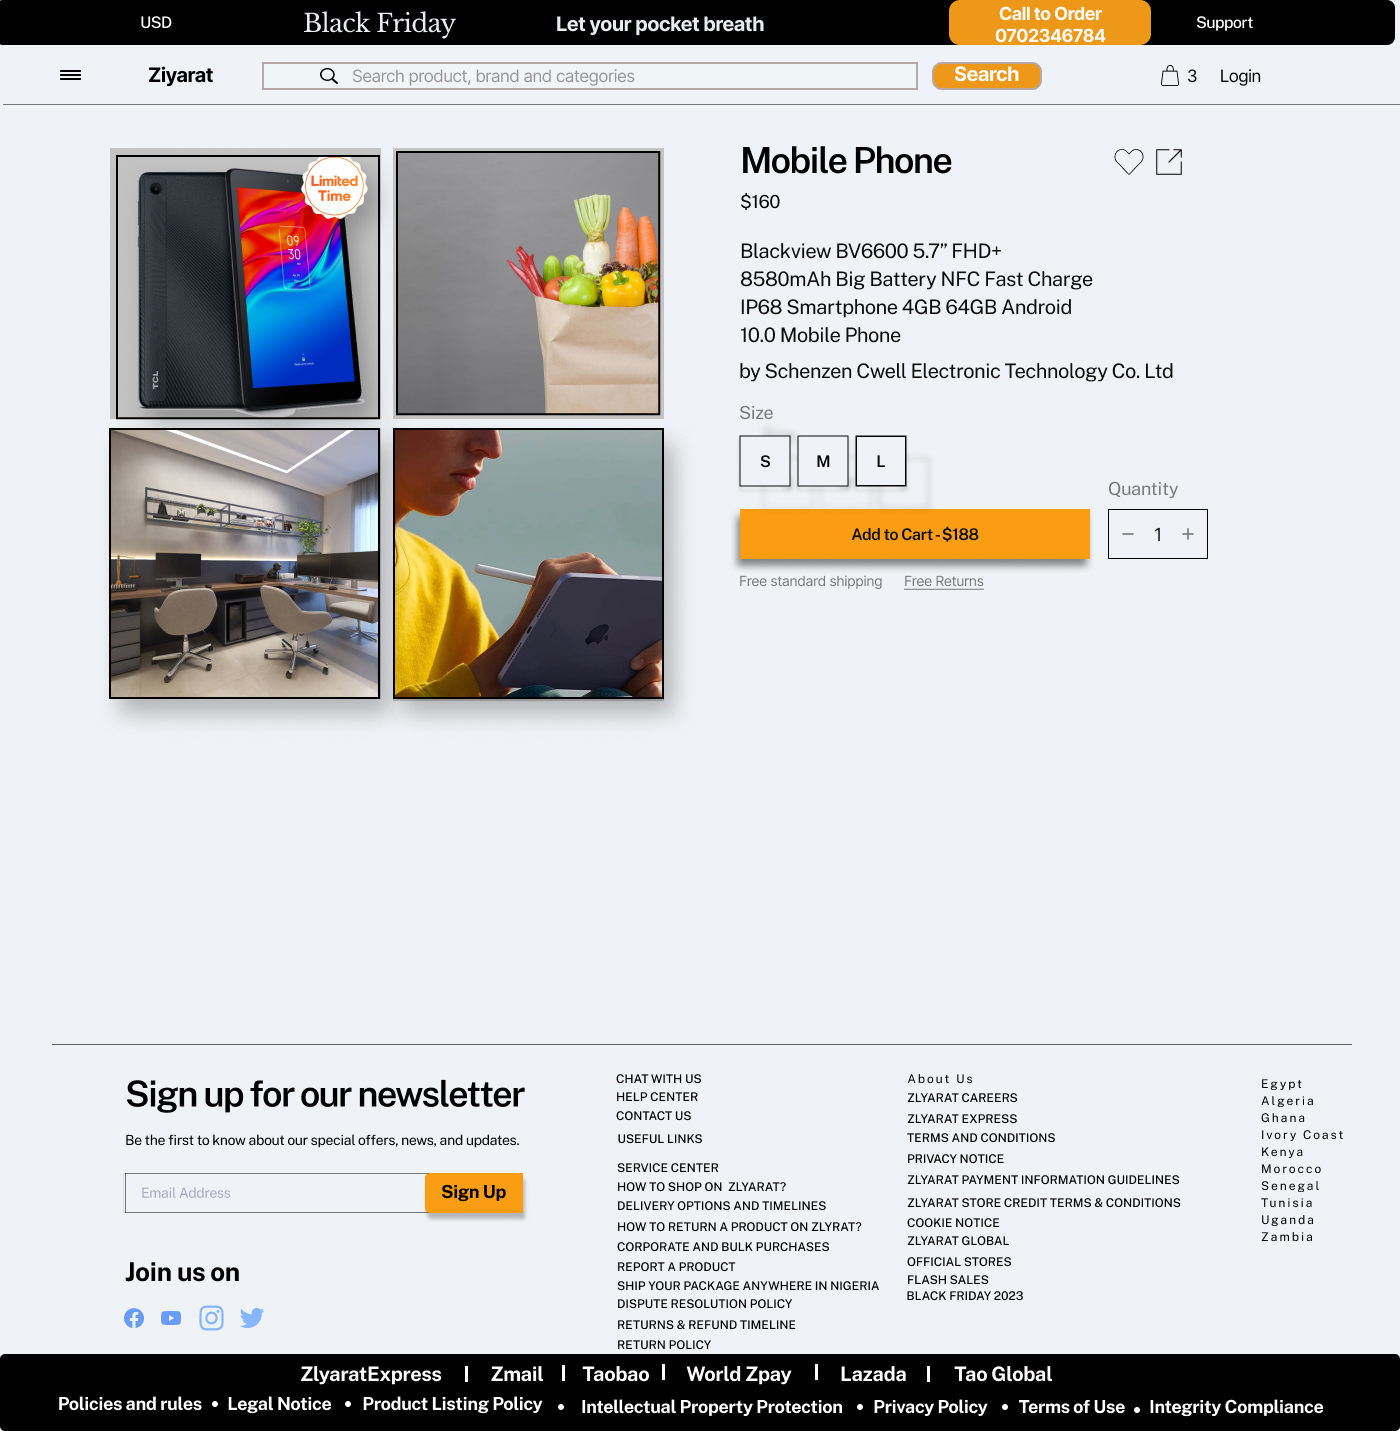 USD
Black Friday
Let your pocket breath
Call to Order
0702346784
Support
Ziyarat
Search product, brand and categories
Search
3
Login
Limited
Time
09
30
TCL
Mobile Phone
$160
Blackview BV6600 5.7” FHD+
8580mAh Big Battery NFC Fast Charge
IP68 Smartphone 4GB 64GB Android
10.0 Mobile Phone
by Schenzen Cwell Electronic Technology Co. Ltd
Size
S M L
Quantity
Add to Cart - $188
− 1 +
Free standard shipping
Free Returns
Sign up for our newsletter
Be the first to know about our special offers, news, and updates.
Email Address
Sign Up
Join us on
CHAT WITH US
HELP CENTER
CONTACT US
USEFUL LINKS
SERVICE CENTER
HOW TO SHOP ON ZLYARAT?
DELIVERY OPTIONS AND TIMELINES
HOW TO RETURN A PRODUCT ON ZLYRAT?
CORPORATE AND BULK PURCHASES
REPORT A PRODUCT
SHIP YOUR PACKAGE ANYWHERE IN NIGERIA
DISPUTE RESOLUTION POLICY
RETURNS & REFUND TIMELINE
RETURN POLICY
About Us
ZLYARAT CAREERS
ZLYARAT EXPRESS
TERMS AND CONDITIONS
PRIVACY NOTICE
ZLYARAT PAYMENT INFORMATION GUIDELINES
ZLYARAT STORE CREDIT TERMS & CONDITIONS
COOKIE NOTICE
ZLYARAT GLOBAL
OFFICIAL STORES
FLASH SALES
BLACK FRIDAY 2023
Egypt
Algeria
Ghana
Ivory Coast
Kenya
Morocco
Senegal
Tunisia
Uganda
Zambia
ZlyaratExpress | Zmail | Taobao | World Zpay | Lazada | Tao Global
Policies and rules • Legal Notice • Product Listing Policy • Intellectual Property Protection • Privacy Policy • Terms of Use • Integrity Compliance